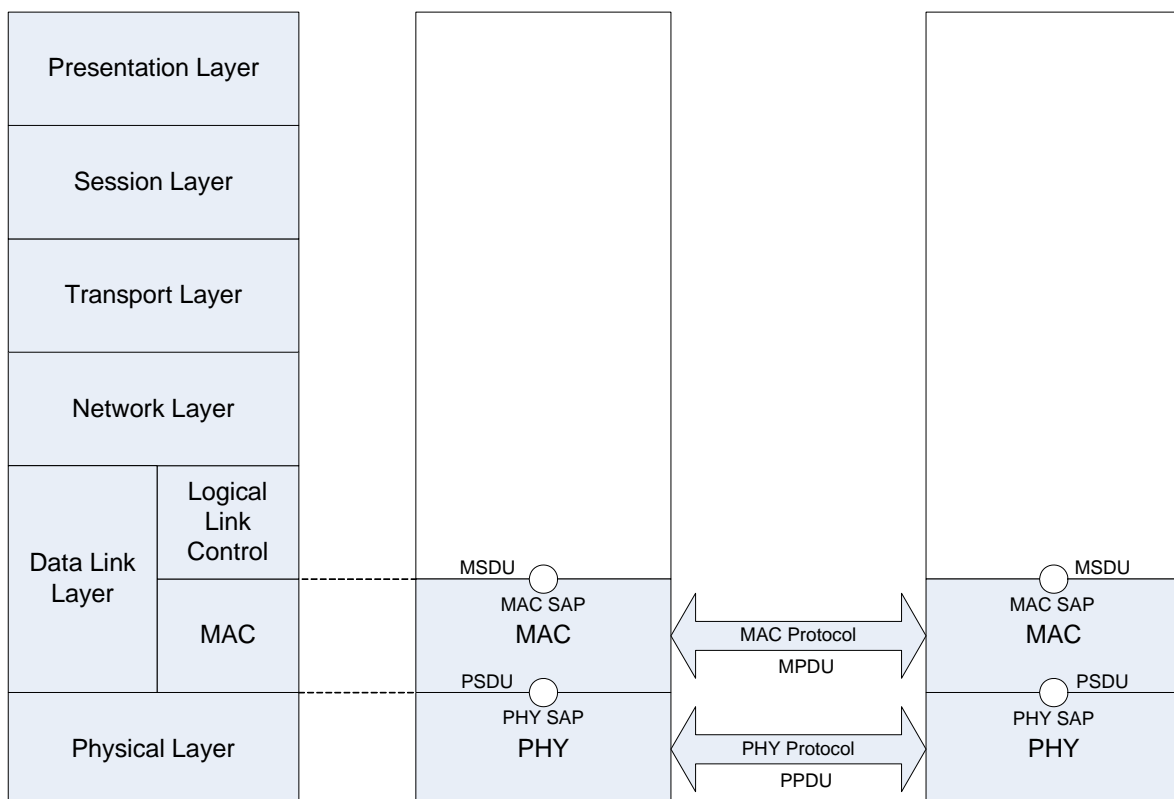 Presentation Layer
Session Layer
Transport Layer
Network Layer
Data Link
Layer
Logical
Link
Control
MAC
Physical Layer
MSDU
MAC SAP
MAC
PSDU
PHY SAP
PHY
MAC Protocol
MPDU
PHY Protocol
PPDU
MSDU
MAC SAP
MAC
PSDU
PHY SAP
PHY